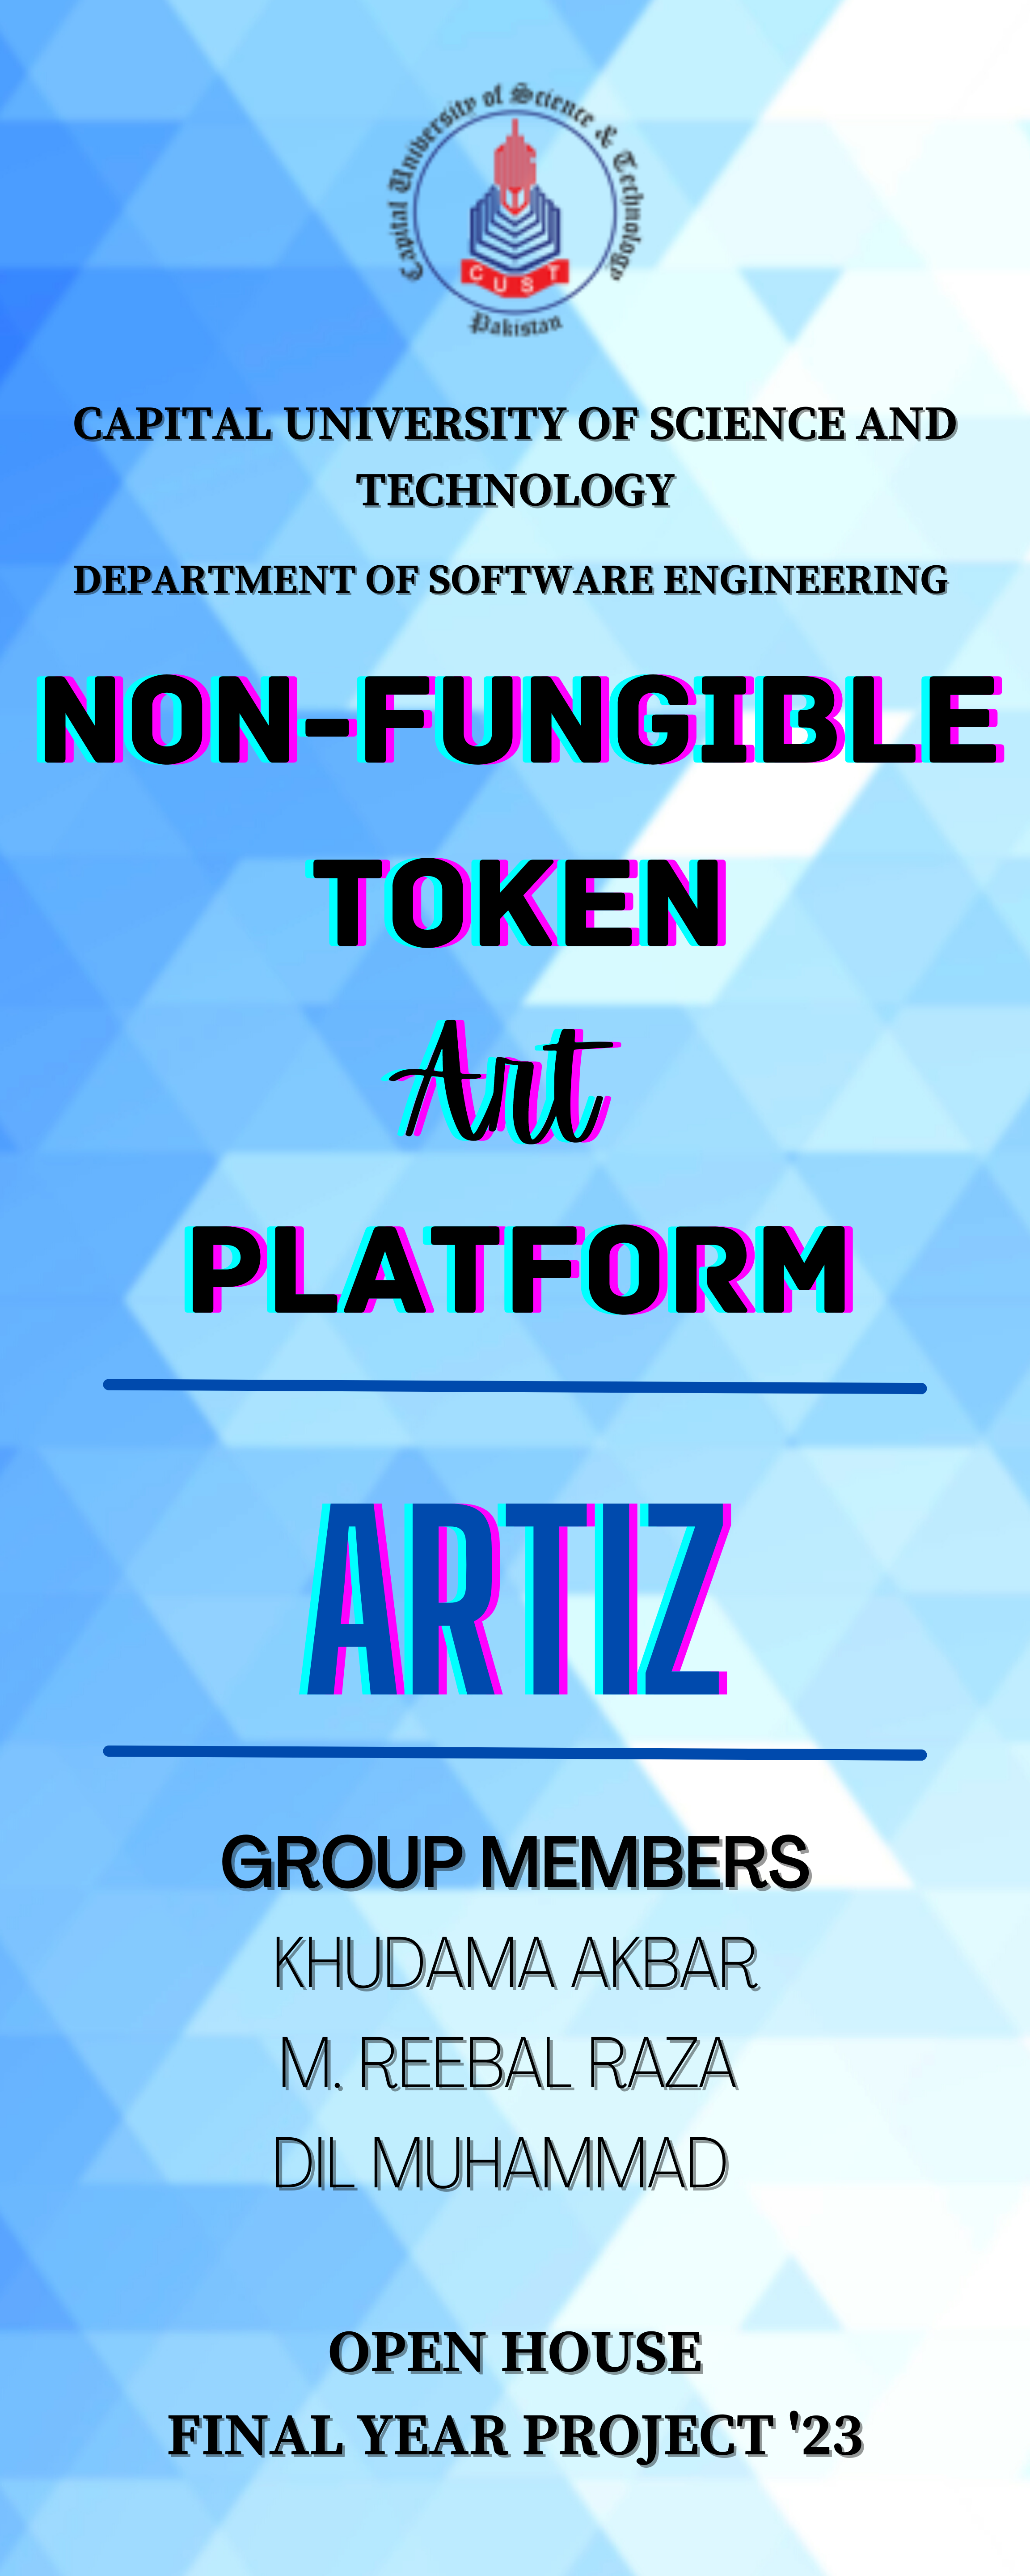 Capital University of Science & Technology
CUST
Pakistan
CAPITAL UNIVERSITY OF SCIENCE AND
TECHNOLOGY
DEPARTMENT OF SOFTWARE ENGINEERING
NON-FUNGIBLE
TOKEN
Art
PLATFORM
ARTIZ
GROUP MEMBERS
KHUDAMA AKBAR
M. REEBAL RAZA
DIL MUHAMMAD
OPEN HOUSE
FINAL YEAR PROJECT '23